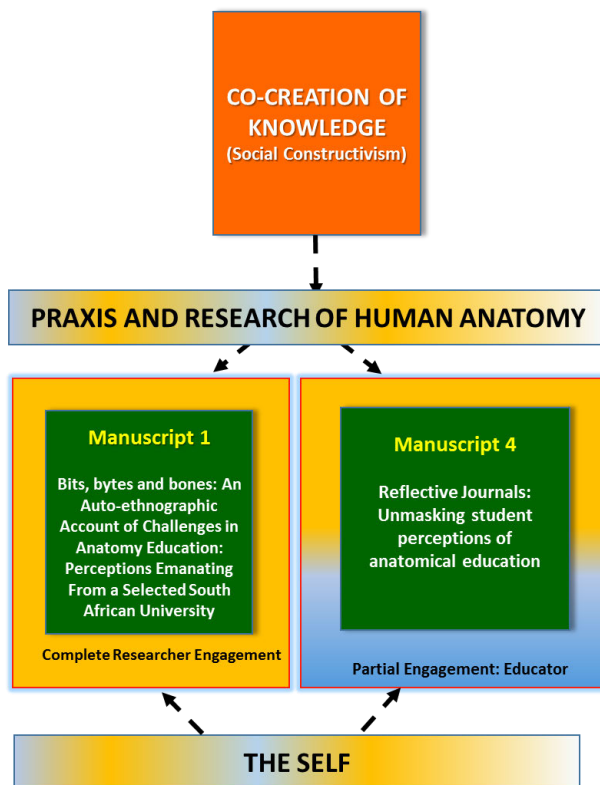 CO-CREATION OF
KNOWLEDGE
(Social Constructivism)
PRAXIS AND RESEARCH OF HUMAN ANATOMY
Manuscript 1
Bits, bytes and bones: An
Auto-ethnographic
Account of Challenges in
Anatomy Education:
Perceptions Emanating
From a Selected South
African University
Complete Researcher Engagement
Manuscript 4
Reflective Journals:
Unmasking student
perceptions of
anatomical education
Partial Engagement: Educator
THE SELF